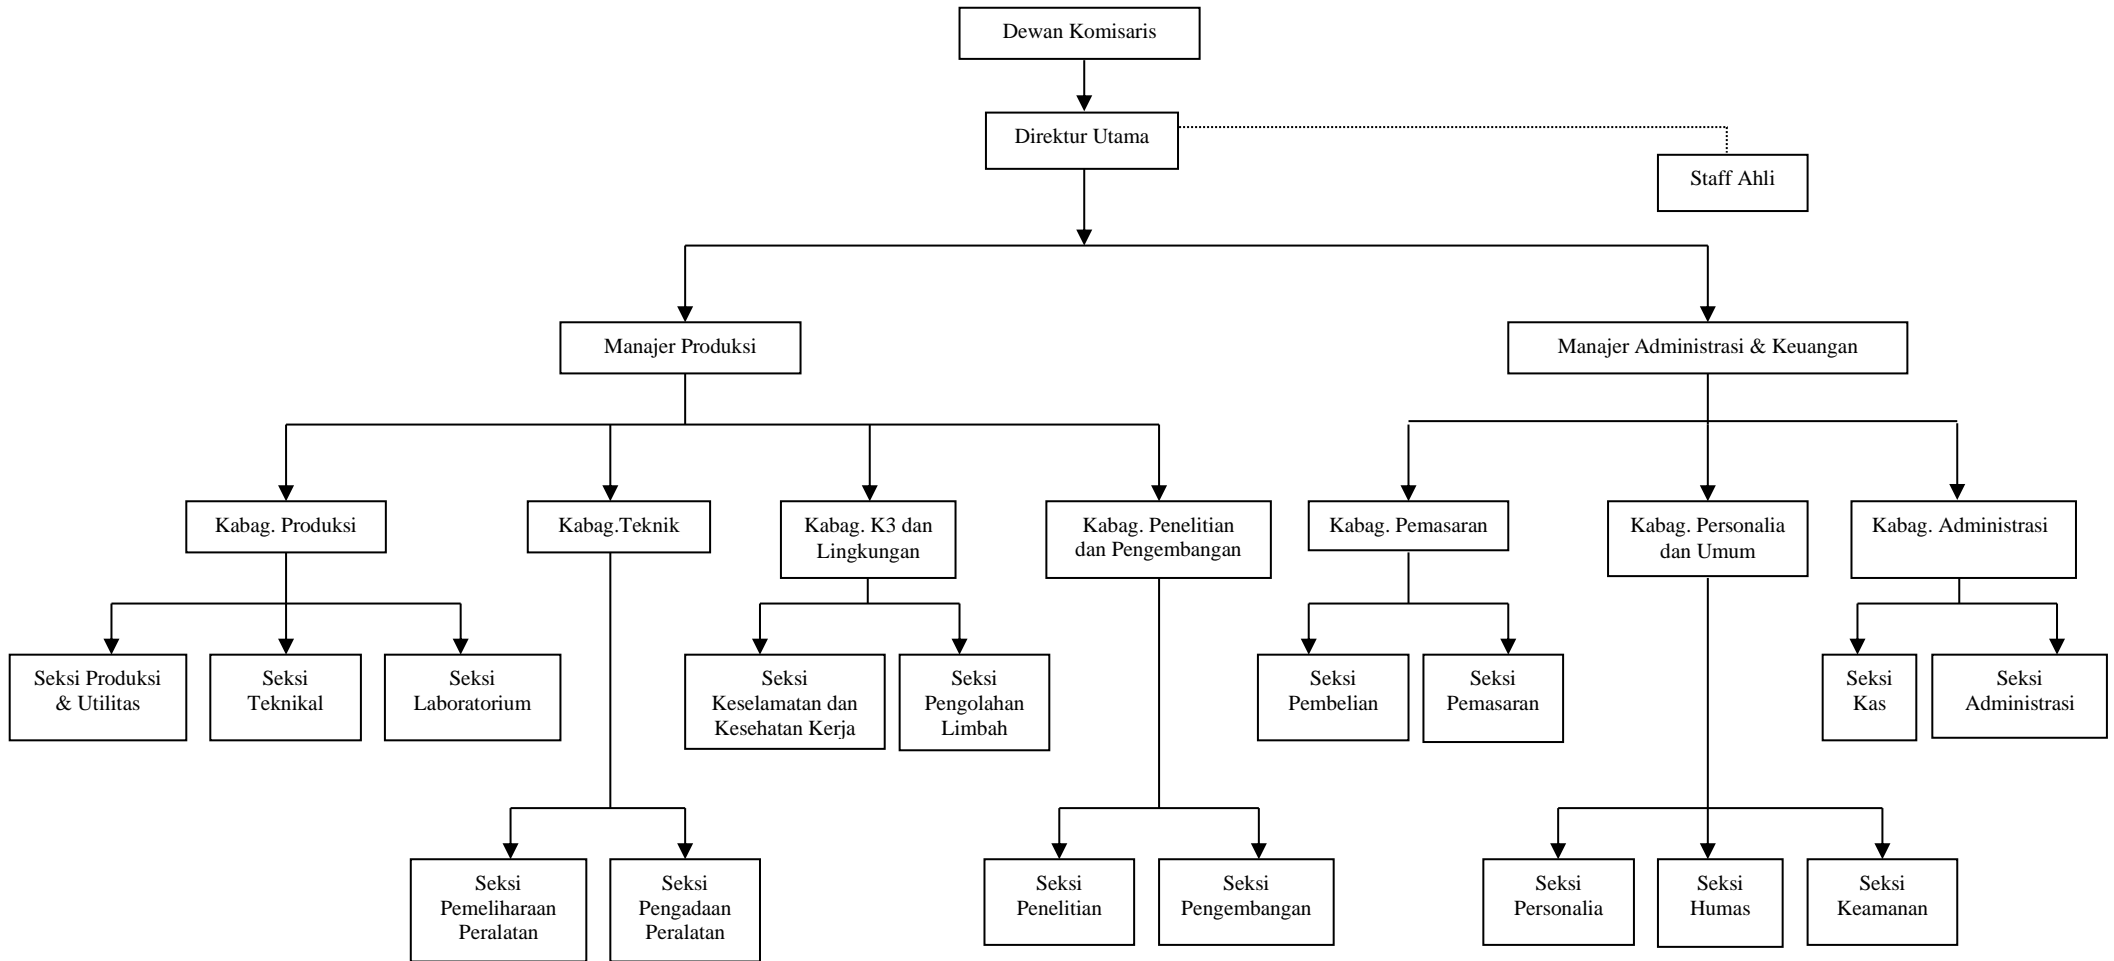 Dewan Komisaris
Direktur Utama
Staff Ahli
Manajer Produksi
Manajer Administrasi & Keuangan
Kabag. Produksi
Kabag.Teknik
Kabag. K3 dan
Lingkungan
Kabag. Penelitian
dan Pengembangan
Kabag. Pemasaran
Kabag. Personalia
dan Umum
Kabag. Administrasi
Seksi Produksi
& Utilitas
Seksi
Teknikal
Seksi
Laboratorium
Seksi
Keselamatan dan
Kesehatan Kerja
Seksi
Pengolahan
Limbah
Seksi
Pembelian
Seksi
Pemasaran
Seksi
Kas
Seksi
Administrasi
Seksi
Pemeliharaan
Peralatan
Seksi
Pengadaan
Peralatan
Seksi
Penelitian
Seksi
Pengembangan
Seksi
Personalia
Seksi
Humas
Seksi
Keamanan